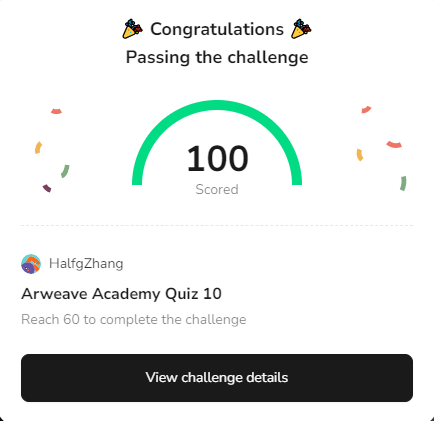 🎉 Congratulations 🎉
Passing the challenge
100
Scored
HalfgZhang
Arweave Academy Quiz 10
Reach 60 to complete the challenge
View challenge details